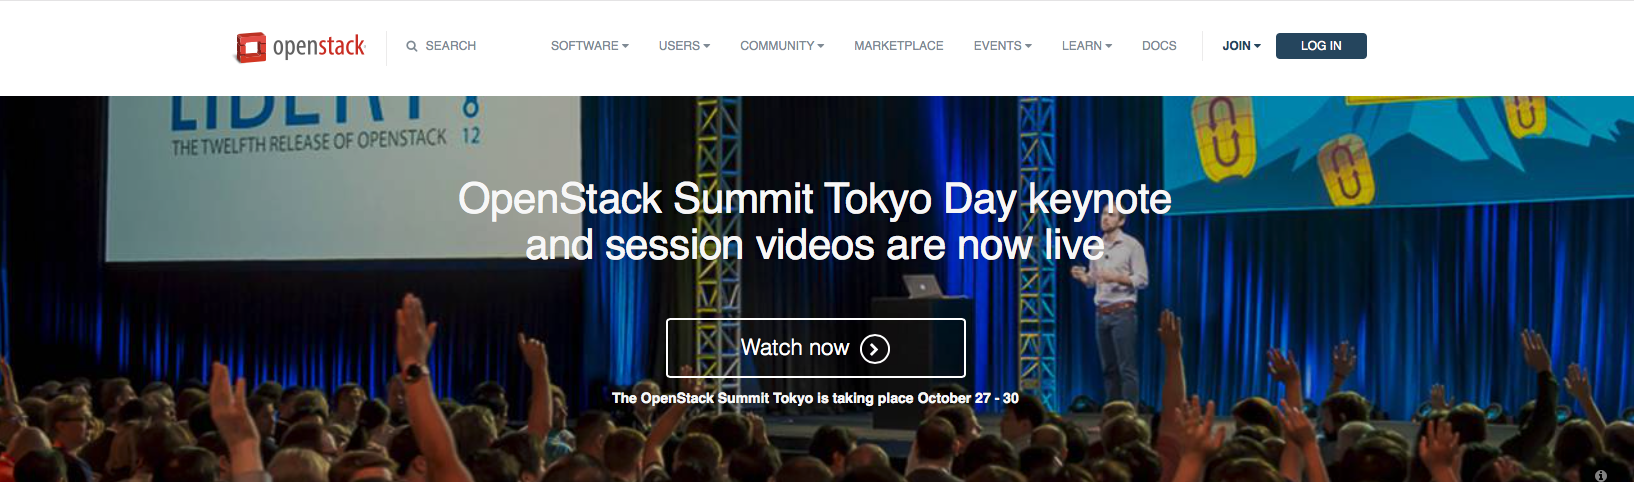 openstack
SEARCH
SOFTWARE
USERS
COMMUNITY
MARKETPLACE
EVENTS
LEARN
DOCS
JOIN
LOG IN
THE TWELFTH RELEASE OF OPENSTACK
12
OpenStack Summit Tokyo Day keynote
and session videos are now live
Watch now
The OpenStack Summit Tokyo is taking place October 27 - 30